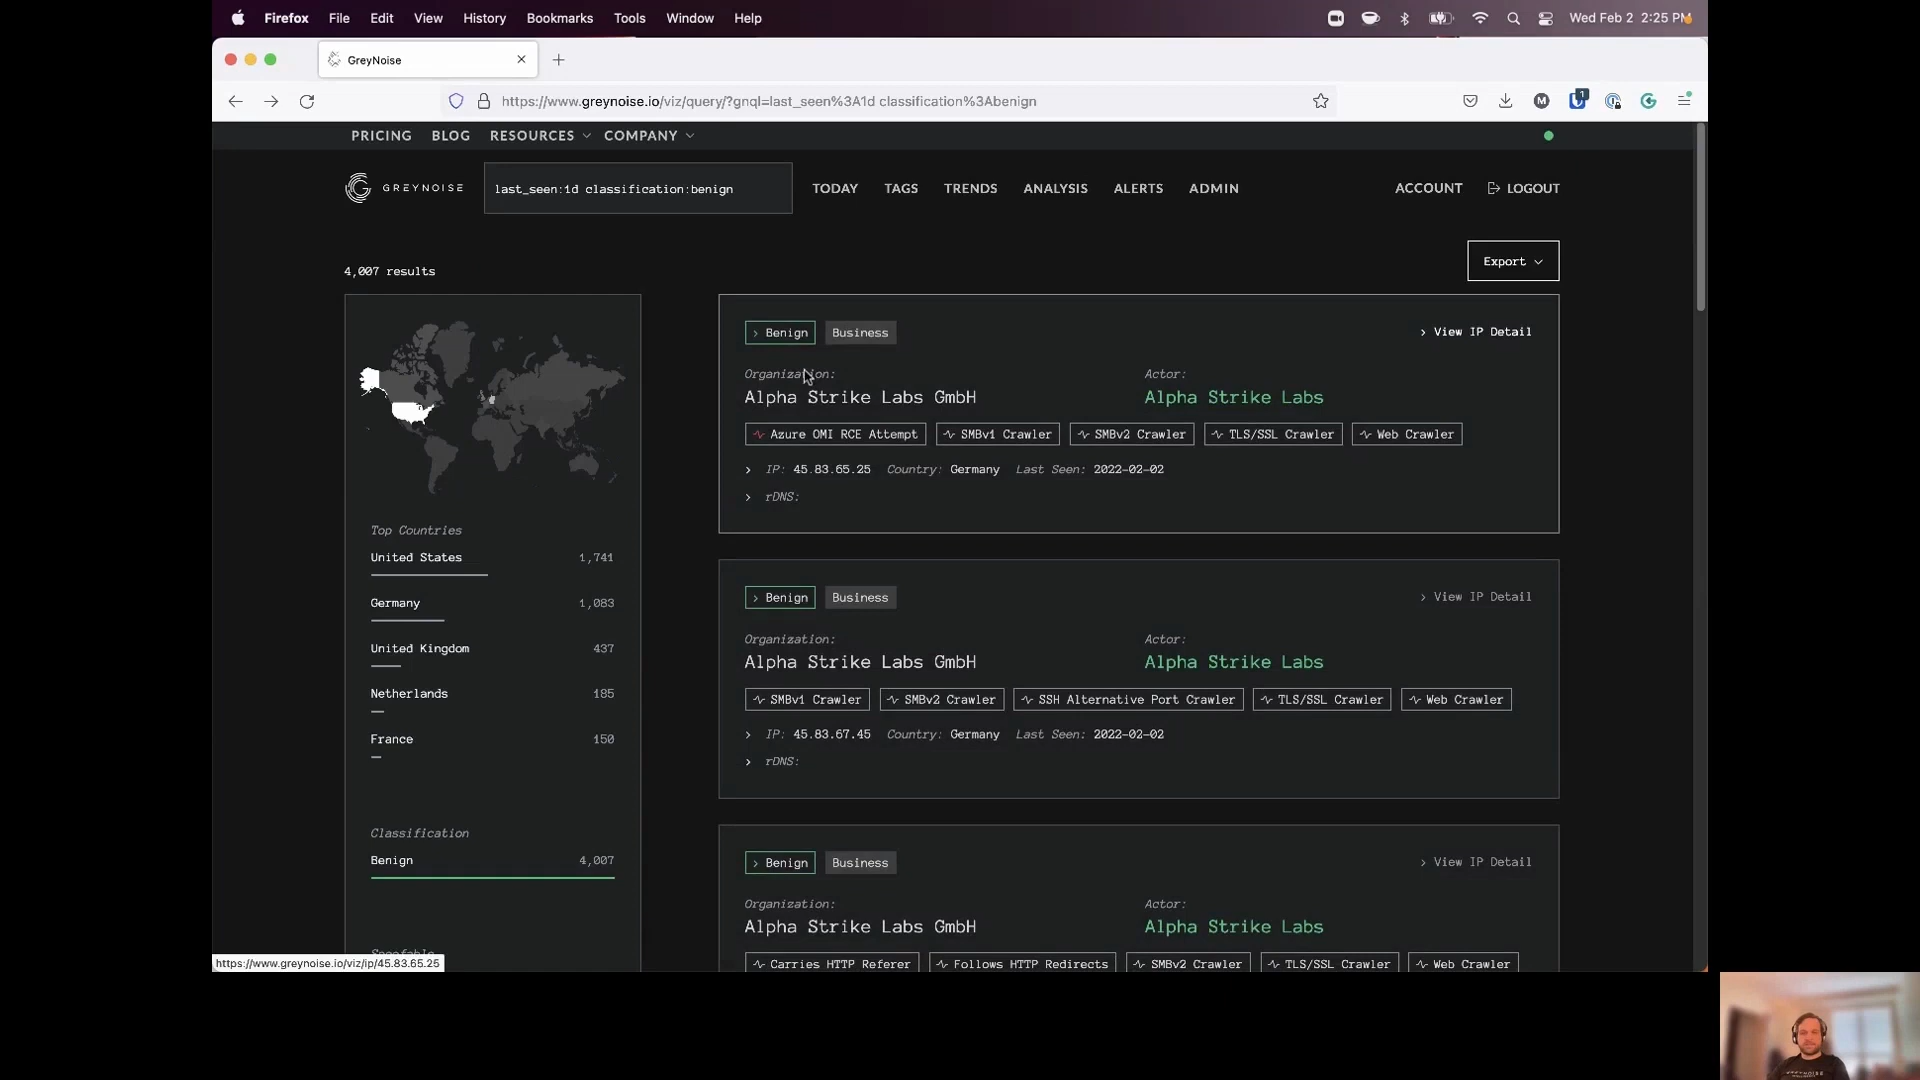 Firefox File Edit View History Bookmarks Tools Window Help Wed Feb 2 2:25 PM
GreyNoise
https://www.greynoise.io/viz/query/?gnql=last_seen%3A1d classification%3Abenign
PRICING BLOG RESOURCES COMPANY
GREYNOISE last_seen:1d classification:benign TODAY TAGS TRENDS ANALYSIS ALERTS ADMIN ACCOUNT LOGOUT
4,007 results
Export
Top Countries
United States 1,741
Germany 1,083
United Kingdom 437
Netherlands 185
France 150
Classification
Benign 4,007
https://www.greynoise.io/viz/ip/45.83.65.25
> Benign Business > View IP Detail
Organization: Actor:
Alpha Strike Labs GmbH Alpha Strike Labs
Azure OMI RCE Attempt SMBv1 Crawler SMBv2 Crawler TLS/SSL Crawler Web Crawler
> IP: 45.83.65.25 Country: Germany Last Seen: 2022-02-02
> rDNS:
> Benign Business > View IP Detail
Organization: Actor:
Alpha Strike Labs GmbH Alpha Strike Labs
SMBv1 Crawler SMBv2 Crawler SSH Alternative Port Crawler TLS/SSL Crawler Web Crawler
> IP: 45.83.67.45 Country: Germany Last Seen: 2022-02-02
> rDNS:
> Benign Business > View IP Detail
Organization: Actor:
Alpha Strike Labs GmbH Alpha Strike Labs
Carries HTTP Referer Follows HTTP Redirects SMBv2 Crawler TLS/SSL Crawler Web Crawler